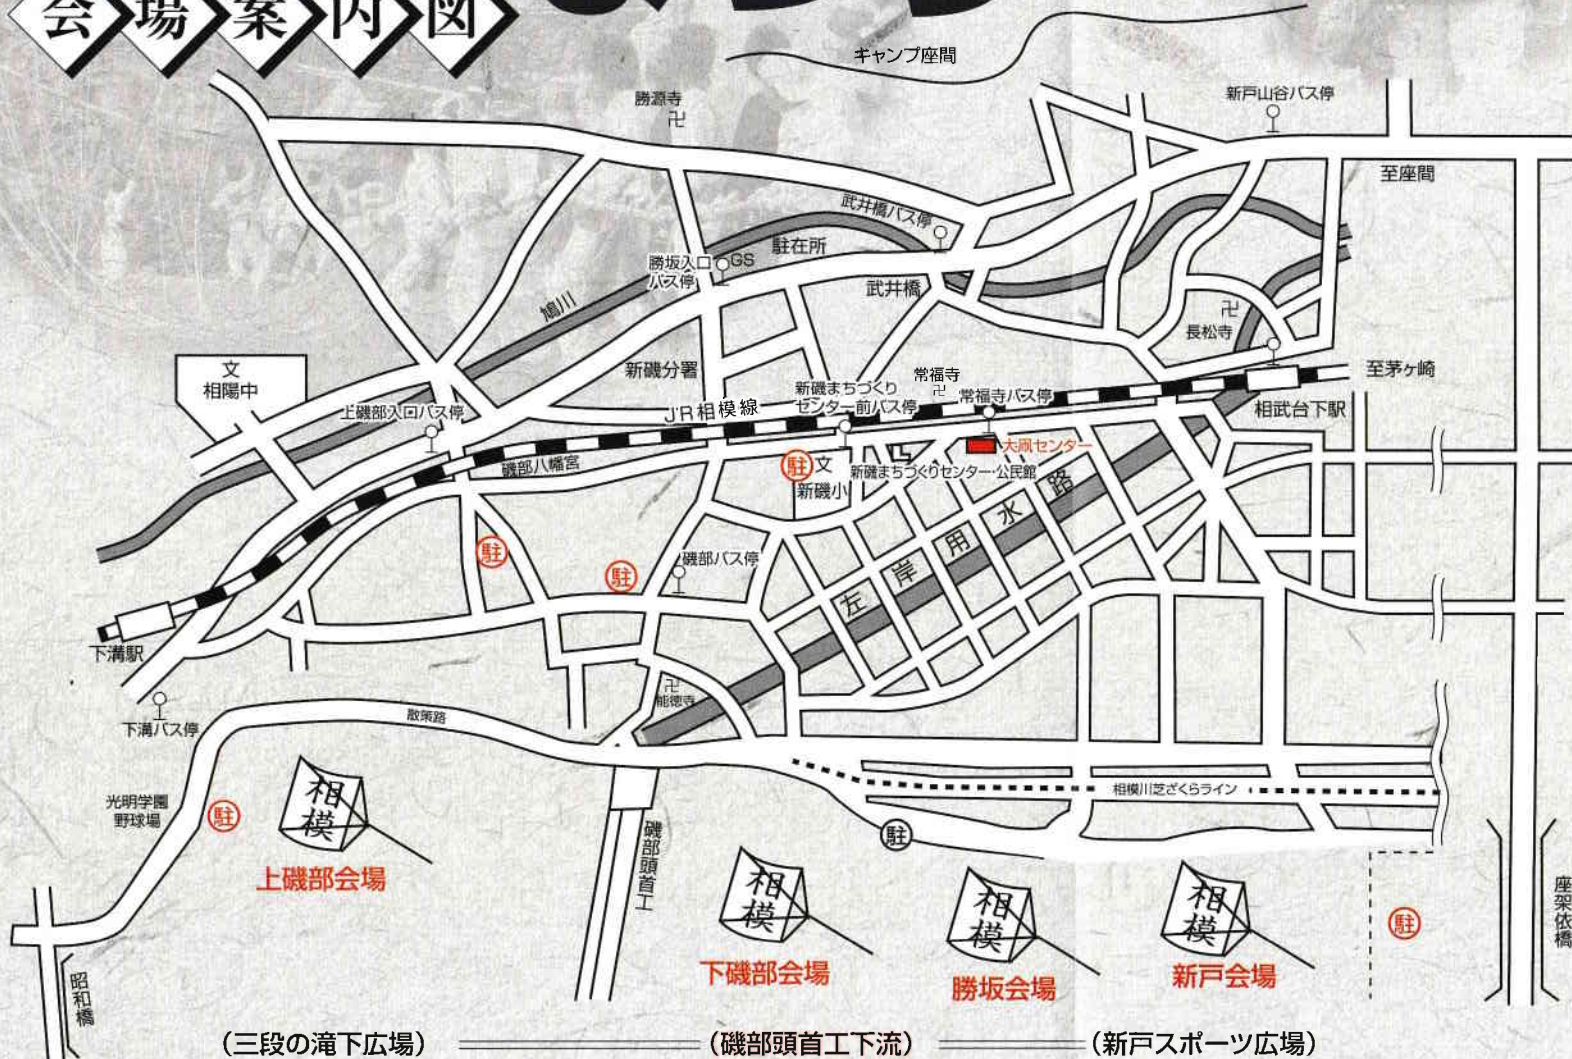 会場案内図
キャンプ座間
勝源寺
新戸山谷バス停
至座間
武井橋バス停
駐在所
勝坂入口
バス停
GS
武井橋
鳩川
長松寺
文
相陽中
新磯分署
常福寺
至茅ヶ崎
新磯まちづくり
センター前バス停
常福寺バス停
相武台下駅
上磯部入口バス停
JR相模線
大凧センター
磯部八幡宮
駐
文
新磯小
新磯まちづくりセンター・公民館
左岸用水路
駐
駐
磯部バス停
下溝駅
能徳寺
下溝バス停
散策路
相模川芝ざくらライン
光明学園
野球場
駐
相模
上磯部会場
磯部頭首工
駐
相模
下磯部会場
相模
勝坂会場
相模
新戸会場
駐
座架依橋
昭和橋
(三段の滝下広場)
(磯部頭首工下流)
(新戸スポーツ広場)